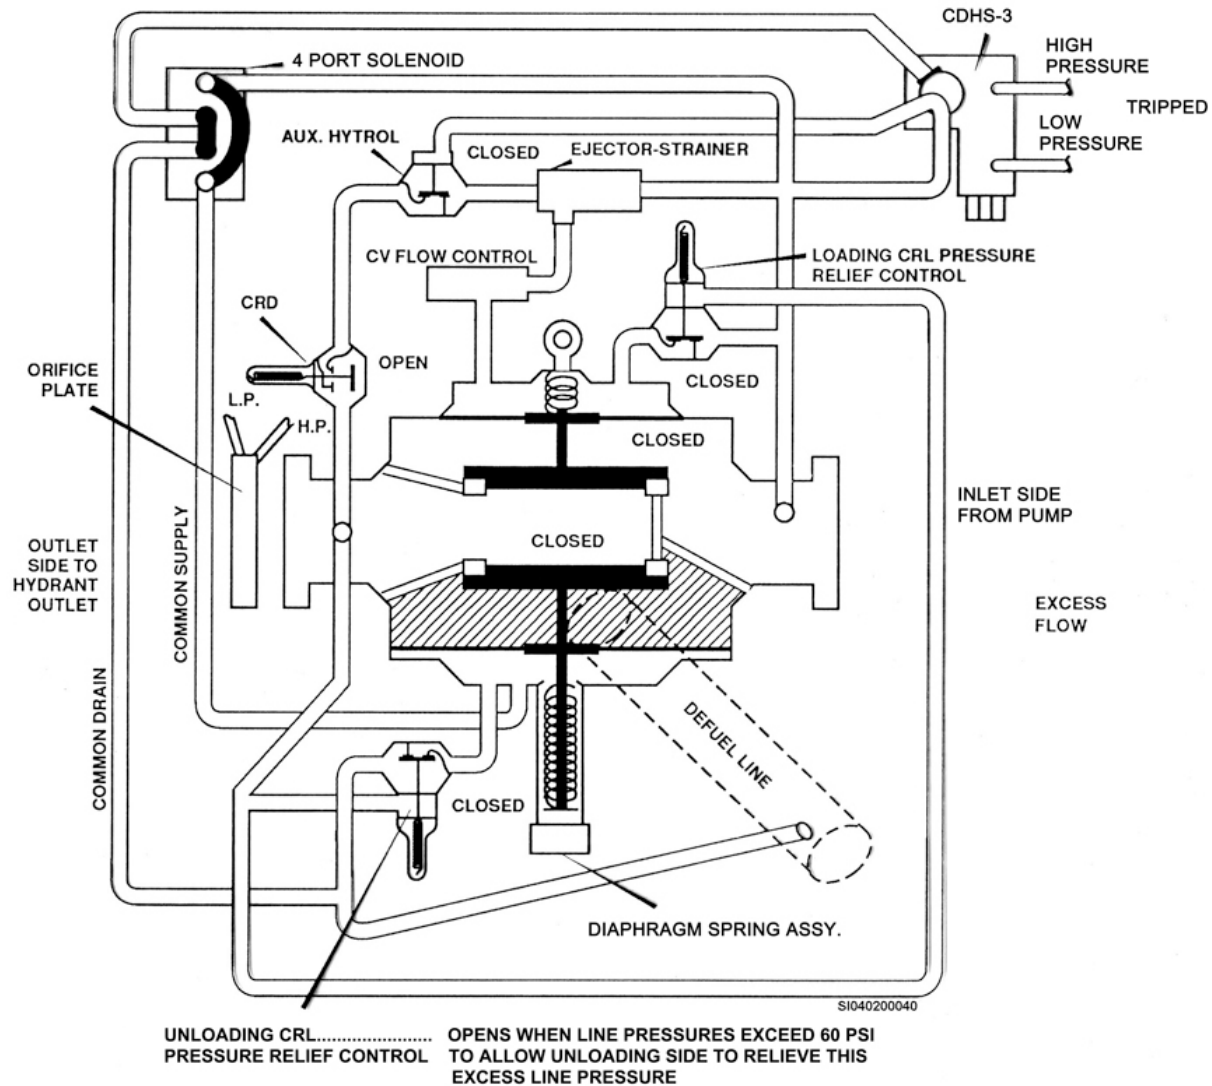 CDHS-3
4 PORT SOLENOID
HIGH
PRESSURE
TRIPPED
LOW
PRESSURE
AUX. HYTROL
CLOSED
EJECTOR-STRAINER
CV FLOW CONTROL
LOADING CRL PRESSURE
RELIEF CONTROL
CRD
OPEN
CLOSED
ORIFICE
PLATE
L.P.
H.P.
CLOSED
INLET SIDE
FROM PUMP
CLOSED
OUTLET
SIDE TO
HYDRANT
OUTLET
COMMON SUPPLY
EXCESS
FLOW
COMMON DRAIN
DEFUEL LINE
CLOSED
DIAPHRAGM SPRING ASSY.
SI040200040
UNLOADING CRL....................... OPENS WHEN LINE PRESSURES EXCEED 60 PSI
PRESSURE RELIEF CONTROL TO ALLOW UNLOADING SIDE TO RELIEVE THIS
EXCESS LINE PRESSURE